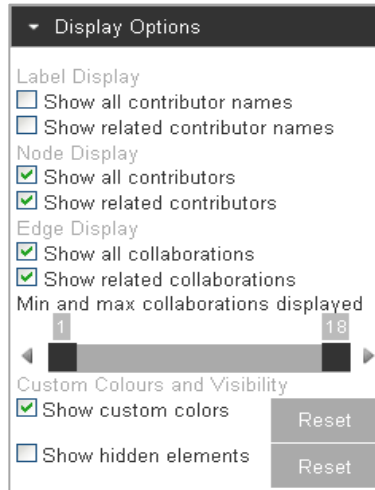 Display Options
Label Display
Show all contributor names
Show related contributor names
Node Display
Show all contributors
Show related contributors
Edge Display
Show all collaborations
Show related collaborations
Min and max collaborations displayed
1 18
Custom Colours and Visibility
Show custom colors Reset
Show hidden elements Reset